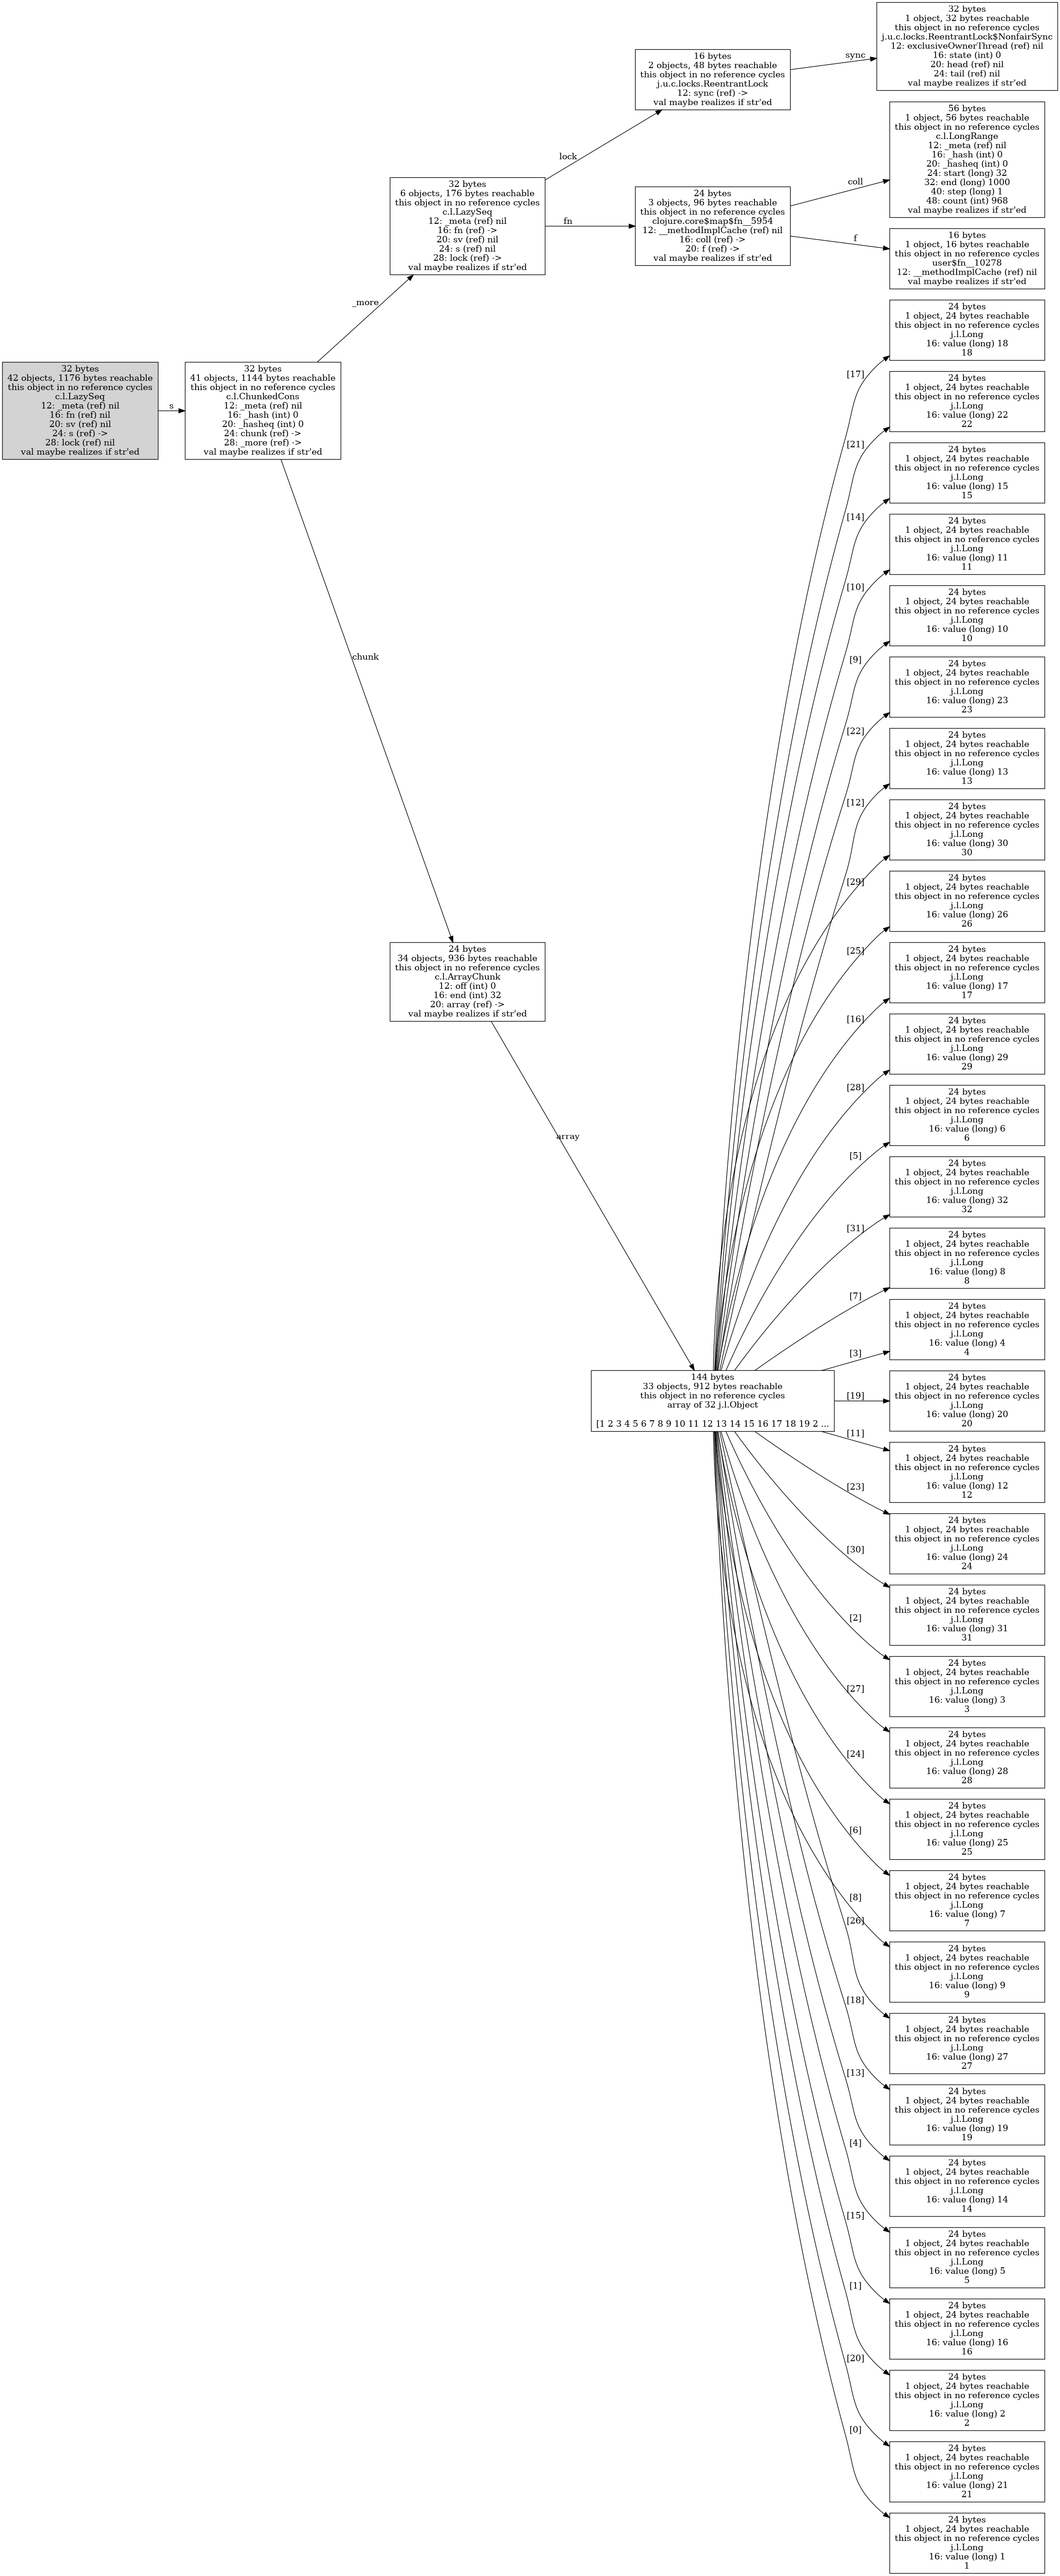 32 bytes
42 objects, 1176 bytes reachable
this object in no reference cycles
c.l.LazySeq
12: _meta (ref) nil
16: fn (ref) nil
20: sv (ref) nil
24: s (ref) ->
28: lock (ref) nil
val maybe realizes if str'ed
s
32 bytes
41 objects, 1144 bytes reachable
this object in no reference cycles
c.l.ChunkedCons
12: _meta (ref) nil
16: _hash (int) 0
20: _hasheq (int) 0
24: chunk (ref) ->
28: _more (ref) ->
val maybe realizes if str'ed
_more
32 bytes
6 objects, 176 bytes reachable
this object in no reference cycles
c.l.LazySeq
12: _meta (ref) nil
16: fn (ref) ->
20: sv (ref) nil
24: s (ref) nil
28: lock (ref) ->
val maybe realizes if str'ed
lock
16 bytes
2 objects, 48 bytes reachable
this object in no reference cycles
j.u.c.locks.ReentrantLock
12: sync (ref) ->
val maybe realizes if str'ed
sync
32 bytes
1 object, 32 bytes reachable
this object in no reference cycles
j.u.c.locks.ReentrantLock$NonfairSync
12: exclusiveOwnerThread (ref) nil
16: state (int) 0
20: head (ref) nil
24: tail (ref) nil
val maybe realizes if str'ed
fn
24 bytes
3 objects, 96 bytes reachable
this object in no reference cycles
clojure.core$map$fn__5954
12: __methodImplCache (ref) nil
16: coll (ref) ->
20: f (ref) ->
val maybe realizes if str'ed
coll
56 bytes
1 object, 56 bytes reachable
this object in no reference cycles
c.l.LongRange
12: _meta (ref) nil
16: _hash (int) 0
20: _hasheq (int) 0
24: start (long) 32
32: end (long) 1000
40: step (long) 1
48: count (int) 968
val maybe realizes if str'ed
f
16 bytes
1 object, 16 bytes reachable
this object in no reference cycles
user$fn__10278
12: __methodImplCache (ref) nil
val maybe realizes if str'ed
chunk
24 bytes
34 objects, 936 bytes reachable
this object in no reference cycles
c.l.ArrayChunk
12: off (int) 0
16: end (int) 32
20: array (ref) ->
val maybe realizes if str'ed
array
144 bytes
33 objects, 912 bytes reachable
this object in no reference cycles
array of 32 j.l.Object
[1 2 3 4 5 6 7 8 9 10 11 12 13 14 15 16 17 18 19 2 ...
[17]
24 bytes
1 object, 24 bytes reachable
this object in no reference cycles
j.l.Long
16: value (long) 18
18
[21]
24 bytes
1 object, 24 bytes reachable
this object in no reference cycles
j.l.Long
16: value (long) 22
22
[14]
24 bytes
1 object, 24 bytes reachable
this object in no reference cycles
j.l.Long
16: value (long) 15
15
[10]
24 bytes
1 object, 24 bytes reachable
this object in no reference cycles
j.l.Long
16: value (long) 11
11
[9]
24 bytes
1 object, 24 bytes reachable
this object in no reference cycles
j.l.Long
16: value (long) 10
10
[22]
24 bytes
1 object, 24 bytes reachable
this object in no reference cycles
j.l.Long
16: value (long) 23
23
[12]
24 bytes
1 object, 24 bytes reachable
this object in no reference cycles
j.l.Long
16: value (long) 13
13
[29]
24 bytes
1 object, 24 bytes reachable
this object in no reference cycles
j.l.Long
16: value (long) 30
30
[25]
24 bytes
1 object, 24 bytes reachable
this object in no reference cycles
j.l.Long
16: value (long) 26
26
[16]
24 bytes
1 object, 24 bytes reachable
this object in no reference cycles
j.l.Long
16: value (long) 17
17
[28]
24 bytes
1 object, 24 bytes reachable
this object in no reference cycles
j.l.Long
16: value (long) 29
29
[5]
24 bytes
1 object, 24 bytes reachable
this object in no reference cycles
j.l.Long
16: value (long) 6
6
[31]
24 bytes
1 object, 24 bytes reachable
this object in no reference cycles
j.l.Long
16: value (long) 32
32
[7]
24 bytes
1 object, 24 bytes reachable
this object in no reference cycles
j.l.Long
16: value (long) 8
8
[3]
24 bytes
1 object, 24 bytes reachable
this object in no reference cycles
j.l.Long
16: value (long) 4
4
[19]
24 bytes
1 object, 24 bytes reachable
this object in no reference cycles
j.l.Long
16: value (long) 20
20
[11]
24 bytes
1 object, 24 bytes reachable
this object in no reference cycles
j.l.Long
16: value (long) 12
12
[23]
24 bytes
1 object, 24 bytes reachable
this object in no reference cycles
j.l.Long
16: value (long) 24
24
[30]
24 bytes
1 object, 24 bytes reachable
this object in no reference cycles
j.l.Long
16: value (long) 31
31
[2]
24 bytes
1 object, 24 bytes reachable
this object in no reference cycles
j.l.Long
16: value (long) 3
3
[27]
24 bytes
1 object, 24 bytes reachable
this object in no reference cycles
j.l.Long
16: value (long) 28
28
[24]
24 bytes
1 object, 24 bytes reachable
this object in no reference cycles
j.l.Long
16: value (long) 25
25
[6]
24 bytes
1 object, 24 bytes reachable
this object in no reference cycles
j.l.Long
16: value (long) 7
7
[8]
24 bytes
1 object, 24 bytes reachable
this object in no reference cycles
j.l.Long
16: value (long) 9
9
[26]
24 bytes
1 object, 24 bytes reachable
this object in no reference cycles
j.l.Long
16: value (long) 27
27
[18]
24 bytes
1 object, 24 bytes reachable
this object in no reference cycles
j.l.Long
16: value (long) 19
19
[13]
24 bytes
1 object, 24 bytes reachable
this object in no reference cycles
j.l.Long
16: value (long) 14
14
[4]
24 bytes
1 object, 24 bytes reachable
this object in no reference cycles
j.l.Long
16: value (long) 5
5
[15]
24 bytes
1 object, 24 bytes reachable
this object in no reference cycles
j.l.Long
16: value (long) 16
16
[1]
24 bytes
1 object, 24 bytes reachable
this object in no reference cycles
j.l.Long
16: value (long) 2
2
[20]
24 bytes
1 object, 24 bytes reachable
this object in no reference cycles
j.l.Long
16: value (long) 21
21
[0]
24 bytes
1 object, 24 bytes reachable
this object in no reference cycles
j.l.Long
16: value (long) 1
1